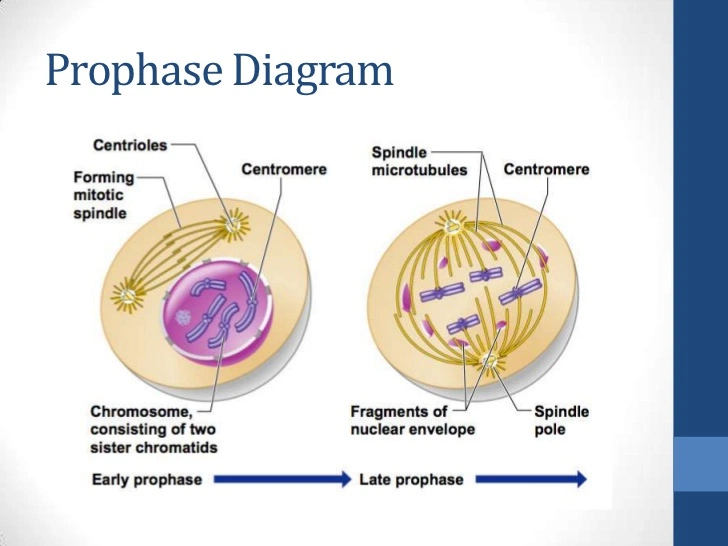 Prophase Diagram
Centrioles
Forming
mitotic
spindle
Centromere
Chromosome,
consisting of two
sister chromatids
Spindle
microtubules
Centromere
Fragments of
nuclear envelope
Spindle
pole
Early prophase
Late prophase